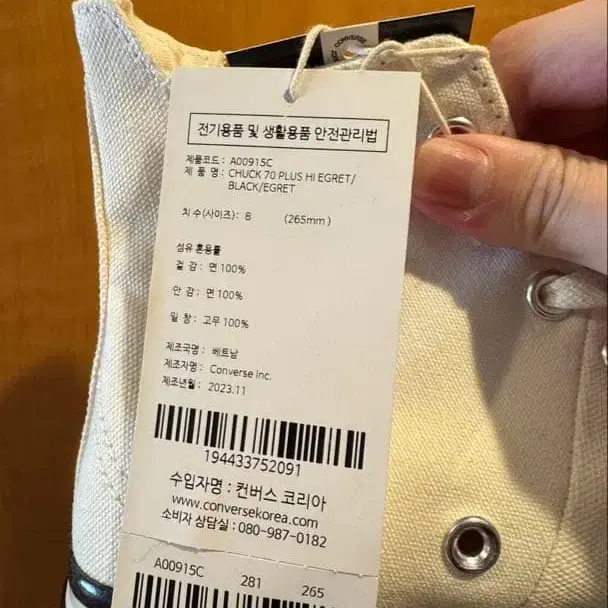 CONVERSE
전기용품 및 생활용품 안전관리법
제품코드 : A00915C
제 품 명 : CHUCK 70 PLUS HI EGRET/
BLACK/EGRET
치 수(사이즈) : 8 (265mm)
섬유 혼용률
겉 감 : 면 100%
안 감 : 면 100%
밑 창 : 고무 100%
제조국명 : 베트남
제조자명 : Converse Inc.
제조년월 : 2023.11
194433752091
수입자명 : 컨버스 코리아
www.conversekorea.com
소비자 상담실 : 080-987-0182
A00915C 281 265